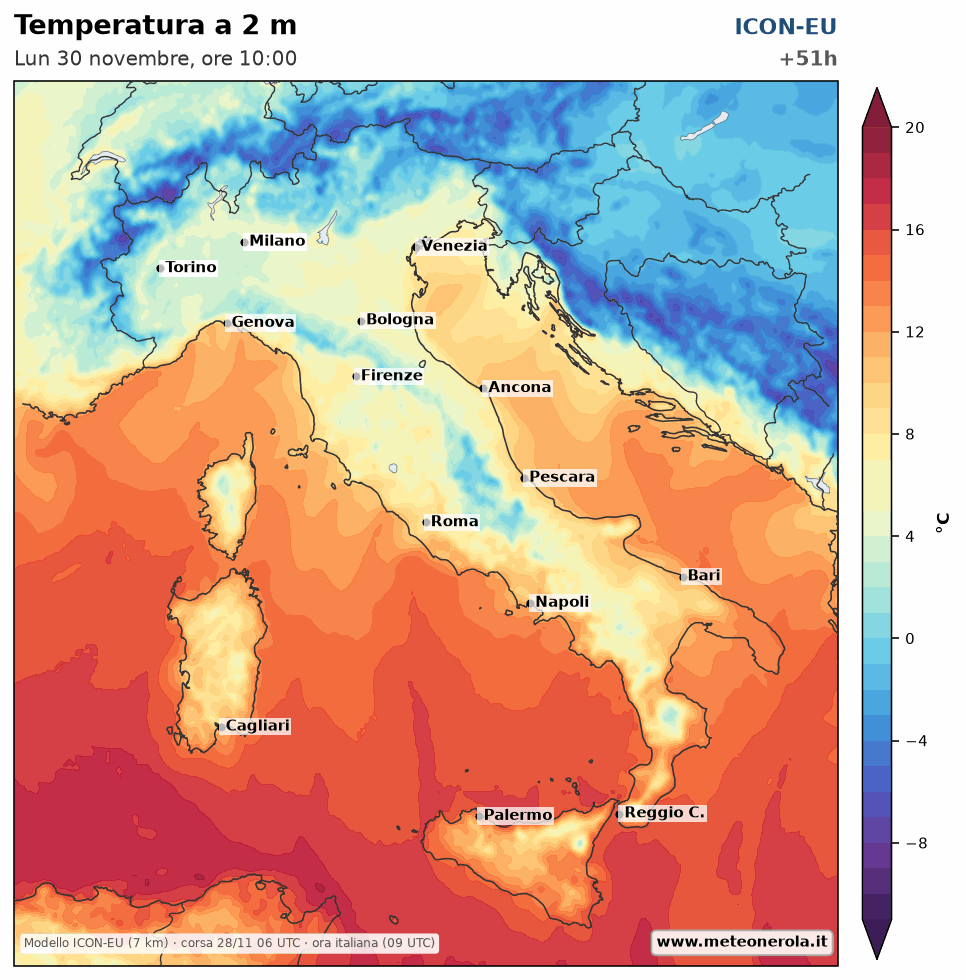 Temperatura a 2 m
ICON-EU
Lun 30 novembre, ore 10:00
+51h
20
16
12
8
4
0
−4
−8
°C
Milano
Venezia
Torino
Genova
Bologna
Firenze
Ancona
Pescara
Roma
Bari
Napoli
Cagliari
Palermo
Reggio C.
Modello ICON-EU (7 km) · corsa 28/11 06 UTC · ora italiana (09 UTC)
www.meteonerola.it